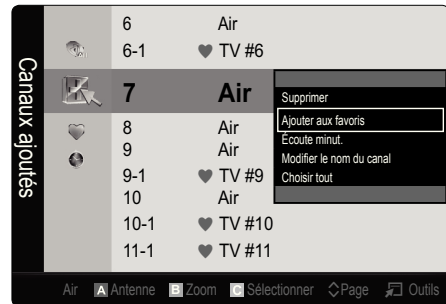 Canaux ajoutés
6 Air
6-1 ♥ TV #6
7 Air
8 Air
9 Air
9-1 ♥ TV #9
10 Air
10-1 ♥ TV #10
11-1 ♥ TV #11
Supprimer
Ajouter aux favoris
Écoute minut.
Modifier le nom du canal
Choisir tout
Air A Antenne B Zoom C Sélectionner Page Outils